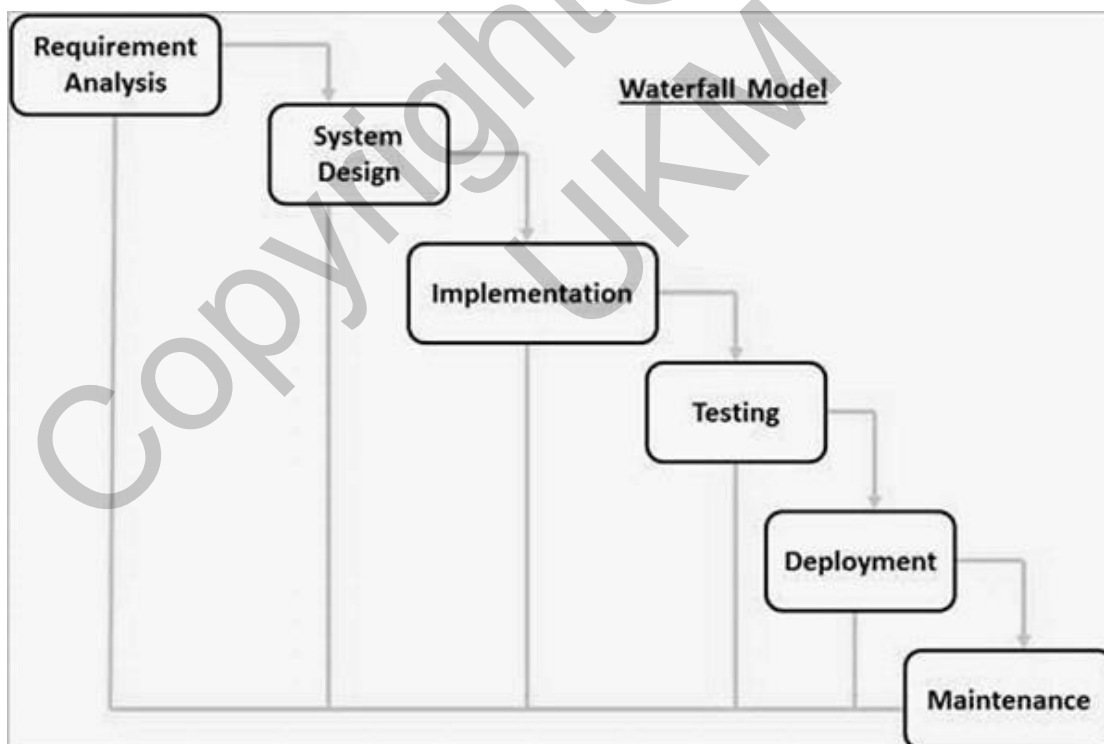 Requirement
Analysis
Waterfall Model
System
Design
Implementation
Testing
Deployment
Maintenance
Copyright
UKM